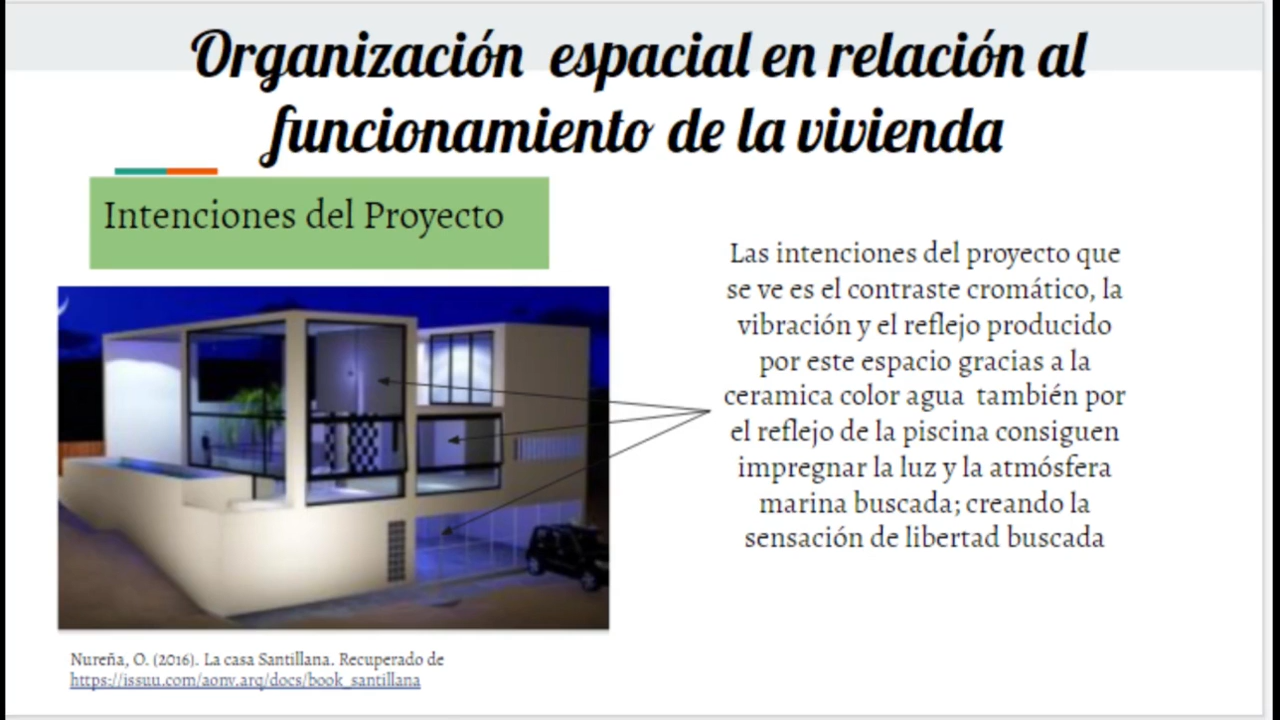 Organización espacial en relación al
funcionamiento de la vivienda
Intenciones del Proyecto
Las intenciones del proyecto que
se ve es el contraste cromático, la
vibración y el reflejo producido
por este espacio gracias a la
ceramica color agua también por
el reflejo de la piscina consiguen
impregnar la luz y la atmósfera
marina buscada; creando la
sensación de libertad buscada
Nureña, O. (2016). La casa Santillana. Recuperado de
https://issuu.com/aonv.arq/docs/book_santillana